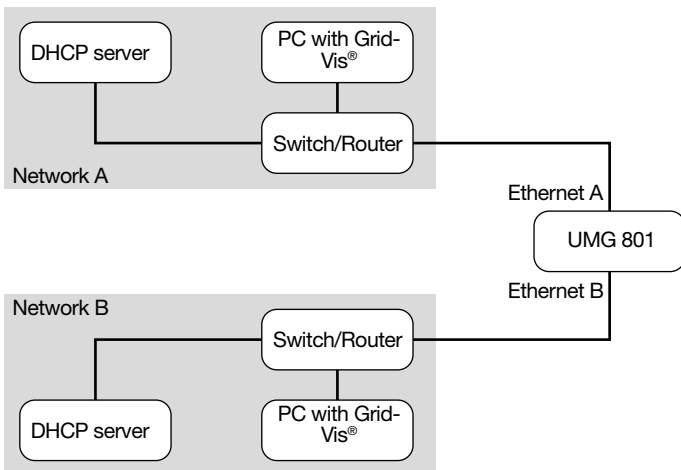 DHCP server
PC with Grid-
Vis®
Switch/Router
Network A
Ethernet A
UMG 801
Ethernet B
Network B
Switch/Router
DHCP server
PC with Grid-
Vis®